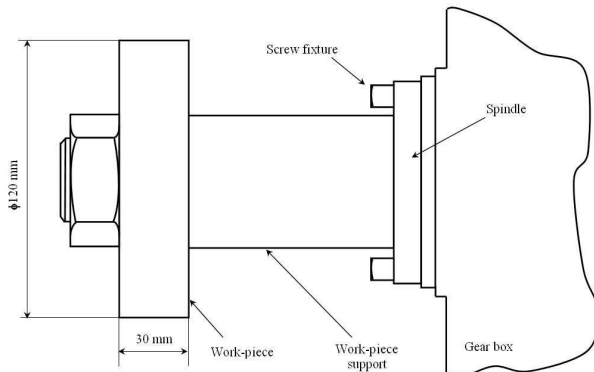 Screw fixture
Spindle
ϕ120 mm
30 mm
Work-piece
Work-piece
support
Gear box